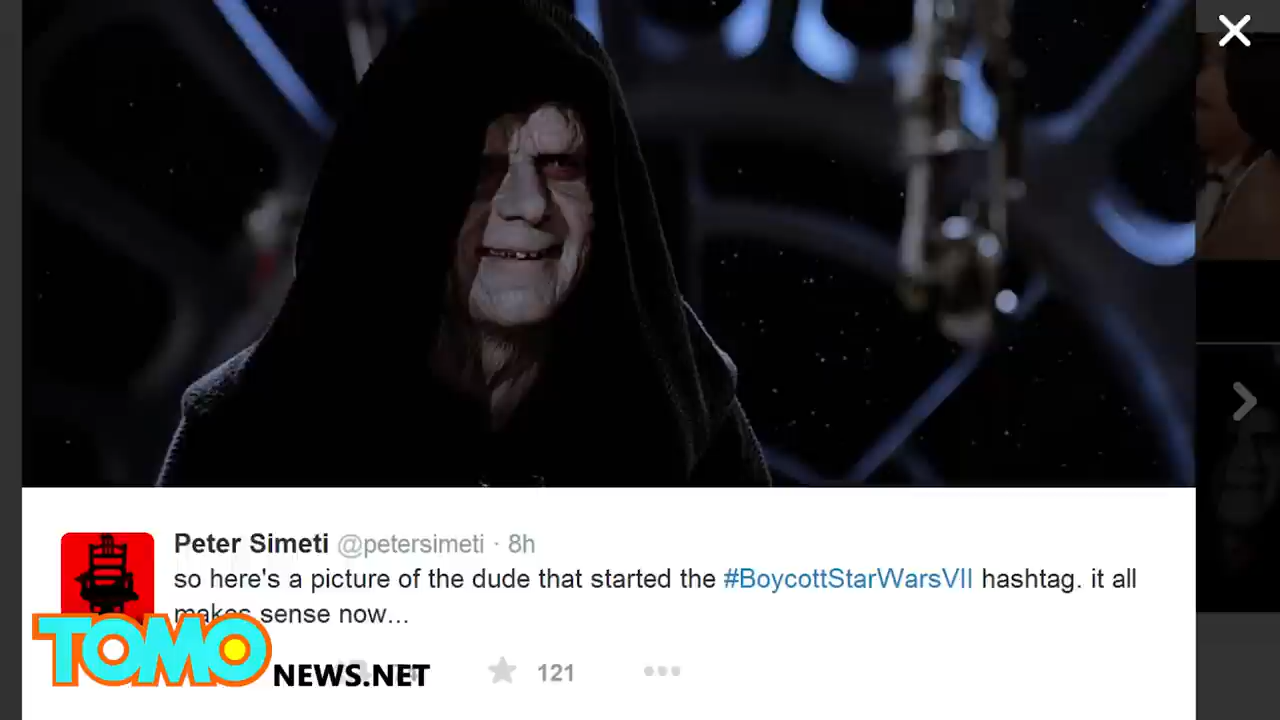 Peter Simeti @petersimeti · 8h
so here's a picture of the dude that started the #BoycottStarWarsVII hashtag. it all
makes sense now...
TOMO NEWS.NET
121